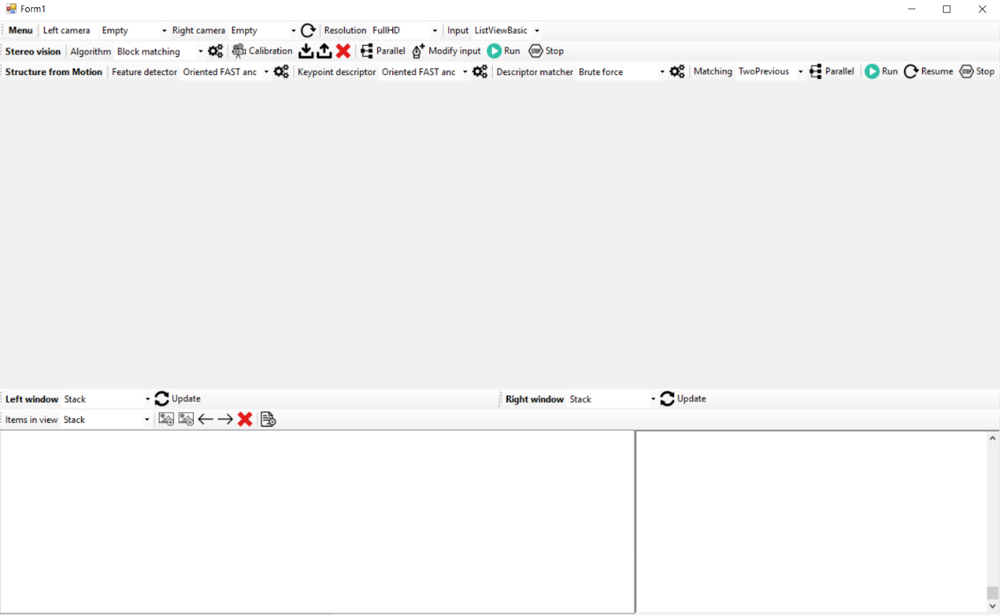 Form1
Menu Left camera Empty Right camera Empty Resolution FullHD Input ListViewBasic
Stereo vision Algorithm Block matching Calibration Parallel Modify input Run STOP Stop
Structure from Motion Feature detector Oriented FAST anc Keypoint descriptor Oriented FAST anc Descriptor matcher Brute force Matching TwoPrevious Parallel Run Resume STOP Stop
Left window Stack Update Right window Stack Update
Items in view Stack